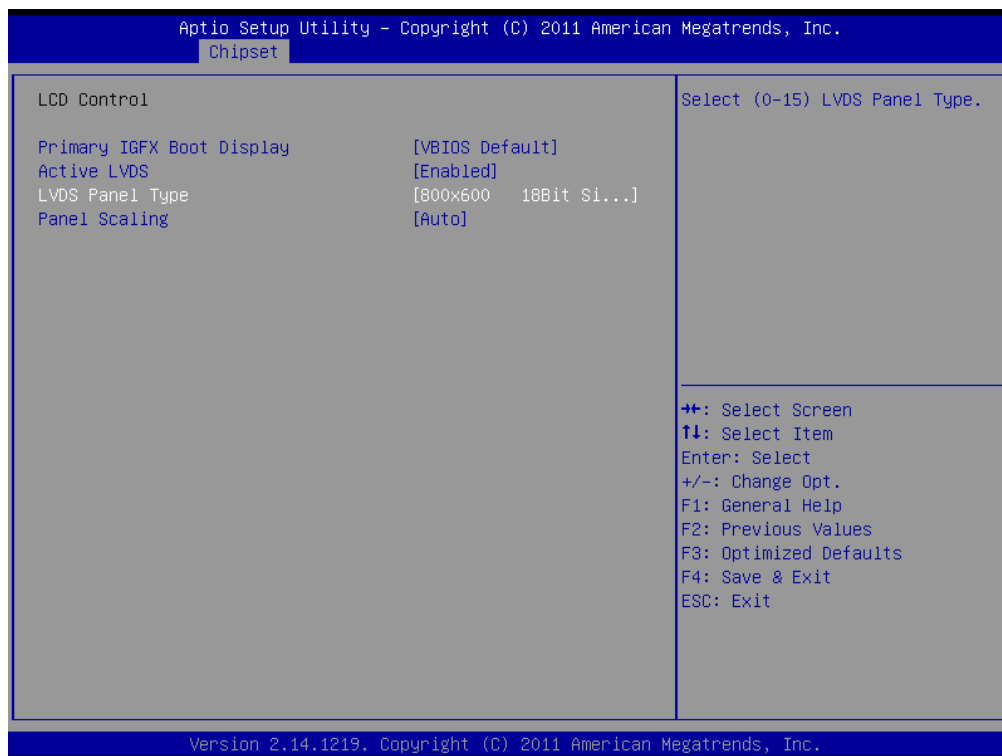 Aptio Setup Utility – Copyright (C) 2011 American Megatrends, Inc.
Chipset
LCD Control
Primary IGFX Boot Display [VBIOS Default]
Active LVDS [Enabled]
LVDS Panel Type [800x600 18Bit Si...]
Panel Scaling [Auto]
Select (0-15) LVDS Panel Type.
→←: Select Screen
↑↓: Select Item
Enter: Select
+/-: Change Opt.
F1: General Help
F2: Previous Values
F3: Optimized Defaults
F4: Save & Exit
ESC: Exit
Version 2.14.1219. Copyright (C) 2011 American Megatrends, Inc.